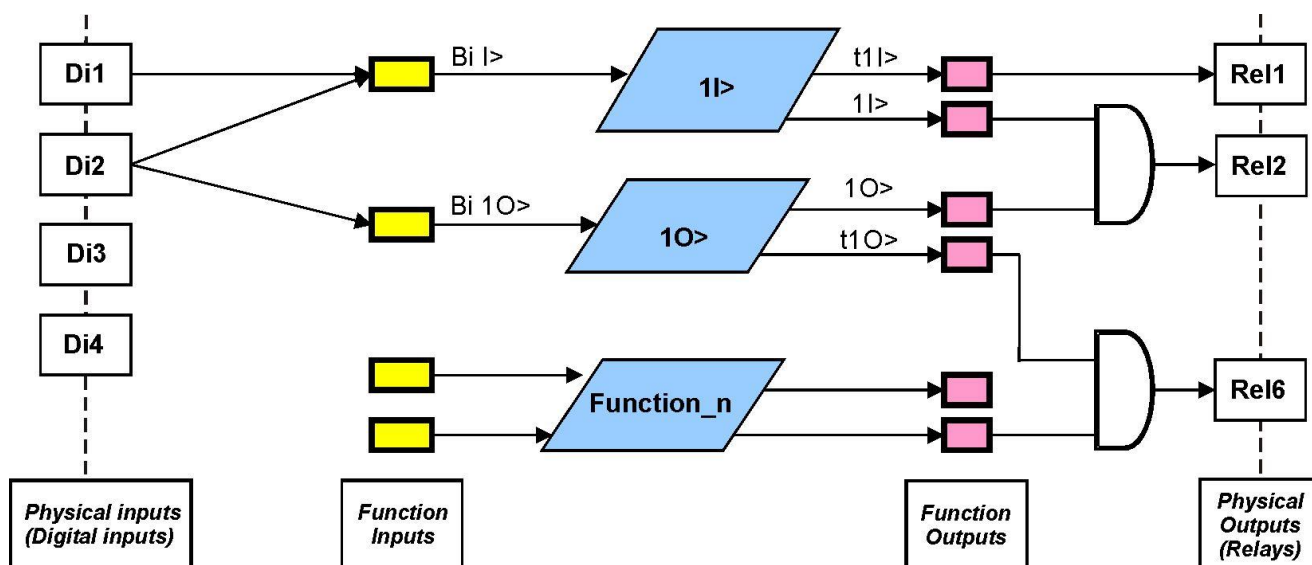 Di1
Di2
Di3
Di4
Bi I>
Bi 1O>
1I>
1O>
Function_n
t1I>
1I>
1O>
t1O>
Rel1
Rel2
Rel6
Physical inputs
(Digital inputs)
Function
Inputs
Function
Outputs
Physical
Outputs
(Relays)